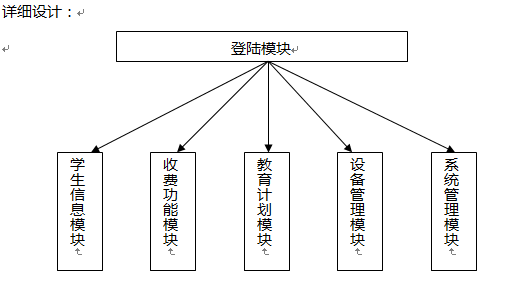 详细设计：
登陆模块
学生信息模块
收费功能模块
教育计划模块
设备管理模块
系统管理模块